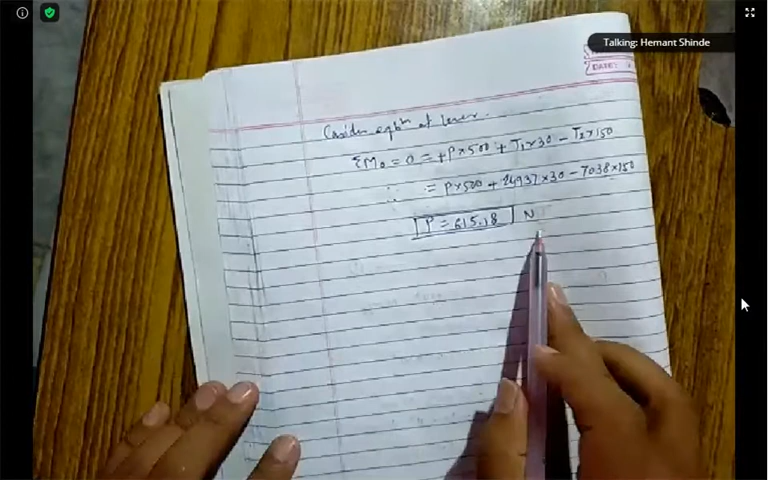 Talking: Hemant Shinde
DATE:
Consider eqbm of lever.
ΣM₀ = 0 = +P×500 + T₁×30 - T₂×150
∴ = P×500 + 24937×30 - 7038×150
P = 615.18 N